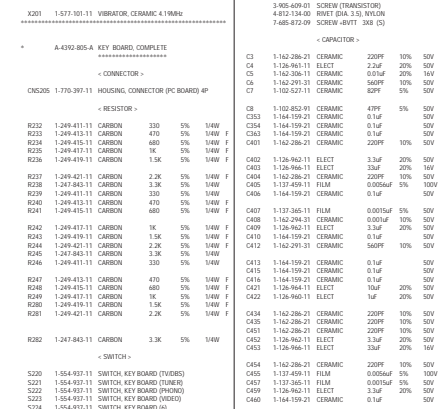 X201 1-577-101-11 VIBRATOR, CERAMIC 4.19MHz
************************************************************
* A-4392-805-A KEY BOARD, COMPLETE
********************
< CONNECTOR >
CNS205 1-770-397-11 HOUSING, CONNECTOR (PC BOARD) 4P
< RESISTOR >
R232 1-249-411-11 CARBON 330 5% 1/4W
R233 1-249-413-11 CARBON 470 5% 1/4W F
R234 1-249-415-11 CARBON 680 5% 1/4W F
R235 1-249-417-11 CARBON 1K 5% 1/4W F
R236 1-249-419-11 CARBON 1.5K 5% 1/4W F
R237 1-249-421-11 CARBON 2.2K 5% 1/4W F
R238 1-247-843-11 CARBON 3.3K 5% 1/4W
R239 1-249-411-11 CARBON 330 5% 1/4W
R240 1-249-413-11 CARBON 470 5% 1/4W F
R241 1-249-415-11 CARBON 680 5% 1/4W F
R242 1-249-417-11 CARBON 1K 5% 1/4W F
R243 1-249-419-11 CARBON 1.5K 5% 1/4W F
R244 1-249-421-11 CARBON 2.2K 5% 1/4W F
R245 1-247-843-11 CARBON 3.3K 5% 1/4W
R246 1-249-411-11 CARBON 330 5% 1/4W
R247 1-249-413-11 CARBON 470 5% 1/4W F
R248 1-249-415-11 CARBON 680 5% 1/4W F
R249 1-249-417-11 CARBON 1K 5% 1/4W F
R280 1-249-419-11 CARBON 1.5K 5% 1/4W F
R281 1-249-421-11 CARBON 2.2K 5% 1/4W F
R282 1-247-843-11 CARBON 3.3K 5% 1/4W
< SWITCH >
S220 1-554-937-11 SWITCH, KEY BOARD (TV/DBS)
S221 1-554-937-11 SWITCH, KEY BOARD (TUNER)
S222 1-554-937-11 SWITCH, KEY BOARD (PHONO)
S223 1-554-937-11 SWITCH, KEY BOARD (VIDEO)
S224 1-554-937-11 SWITCH, KEY BOARD (6)
3-905-609-01 SCREW (TRANSISTOR)
4-812-134-00 RIVET (DIA. 3.5), NYLON
7-685-872-09 SCREW +BVTT 3X8 (S)
< CAPACITOR >
C3 1-162-286-21 CERAMIC 220PF 10% 50V
C4 1-126-961-11 ELECT 2.2uF 20% 50V
C5 1-162-306-11 CERAMIC 0.01uF 20% 16V
C6 1-162-291-31 CERAMIC 560PF 10% 50V
C7 1-102-527-11 CERAMIC 82PF 5% 50V
C8 1-102-852-91 CERAMIC 47PF 5% 50V
C353 1-164-159-21 CERAMIC 0.1uF 50V
C354 1-164-159-21 CERAMIC 0.1uF 50V
C363 1-164-159-21 CERAMIC 0.1uF 50V
C401 1-162-286-21 CERAMIC 220PF 10% 50V
C402 1-126-962-11 ELECT 3.3uF 20% 50V
C403 1-126-966-11 ELECT 33uF 20% 16V
C404 1-162-286-21 CERAMIC 220PF 10% 50V
C405 1-137-459-11 FILM 0.0056uF 5% 100V
C406 1-164-159-21 CERAMIC 0.1uF 50V
C407 1-137-365-11 FILM 0.0015uF 5% 50V
C408 1-162-294-31 CERAMIC 0.001uF 10% 50V
C409 1-126-962-11 ELECT 3.3uF 20% 50V
C410 1-164-159-21 CERAMIC 0.1uF 50V
C412 1-162-291-31 CERAMIC 560PF 10% 50V
C413 1-164-159-21 CERAMIC 0.1uF 50V
C415 1-164-159-21 CERAMIC 0.1uF 50V
C416 1-164-159-21 CERAMIC 0.1uF 50V
C421 1-126-964-11 ELECT 10uF 20% 50V
C422 1-126-960-11 ELECT 1uF 20% 50V
C434 1-162-286-21 CERAMIC 220PF 10% 50V
C435 1-162-286-21 CERAMIC 220PF 10% 50V
C451 1-162-286-21 CERAMIC 220PF 10% 50V
C452 1-126-962-11 ELECT 3.3uF 20% 50V
C453 1-126-966-11 ELECT 33uF 20% 16V
C454 1-162-286-21 CERAMIC 220PF 10% 50V
C455 1-137-459-11 FILM 0.0056uF 5% 100V
C457 1-137-365-11 FILM 0.0015uF 5% 50V
C459 1-126-962-11 ELECT 3.3uF 20% 50V
C460 1-164-159-21 CERAMIC 0.1uF 50V